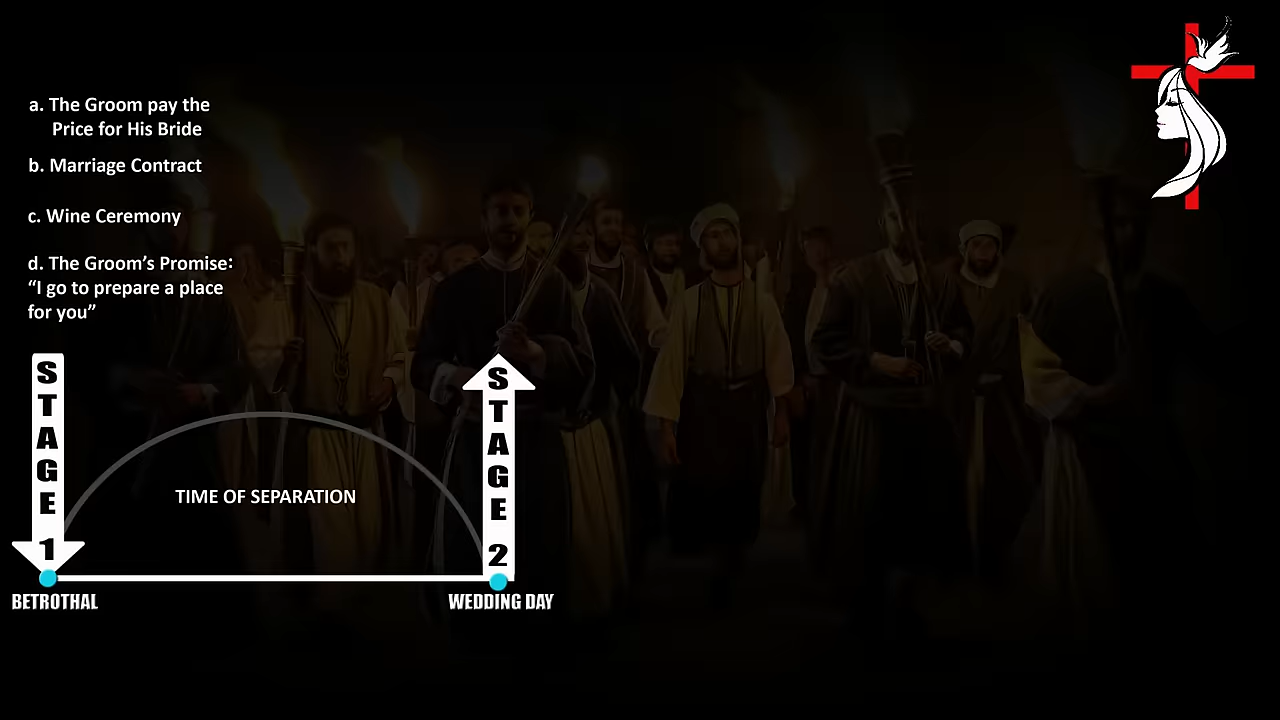 a. The Groom pay the
Price for His Bride
b. Marriage Contract
c. Wine Ceremony
d. The Groom’s Promise:
“I go to prepare a place
for you”
STAGE 1
STAGE 2
TIME OF SEPARATION
BETROTHAL
WEDDING DAY